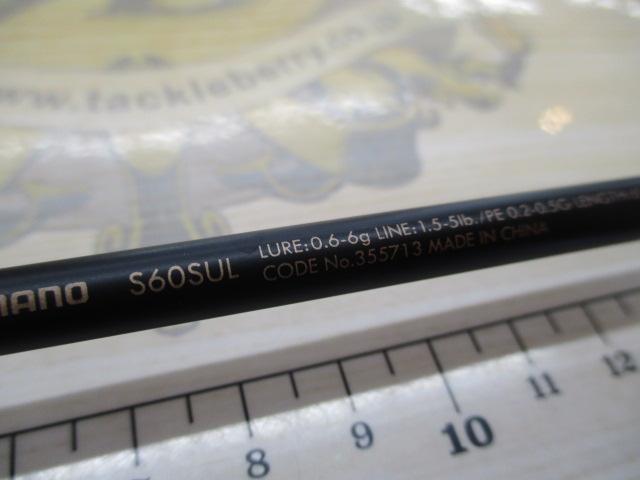 www.tackleberry.co.jp
MANO S60SUL LURE:0.6-6g LINE:1.5-5lb./PE 0.2-0.5G LENGTH:
CODE No.355713 MADE IN CHINA
8 9 10 11 12